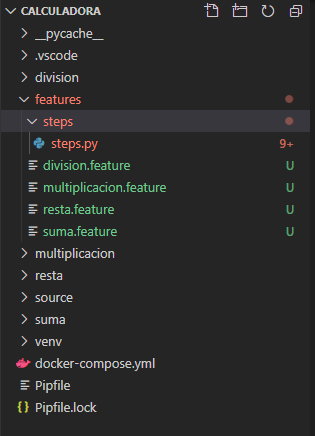 CALCULADORA
__pycache__
.vscode
division
features
steps
steps.py 9+
division.feature U
multiplicacion.feature U
resta.feature U
suma.feature U
multiplicacion
resta
source
suma
venv
docker-compose.yml
Pipfile
{} Pipfile.lock